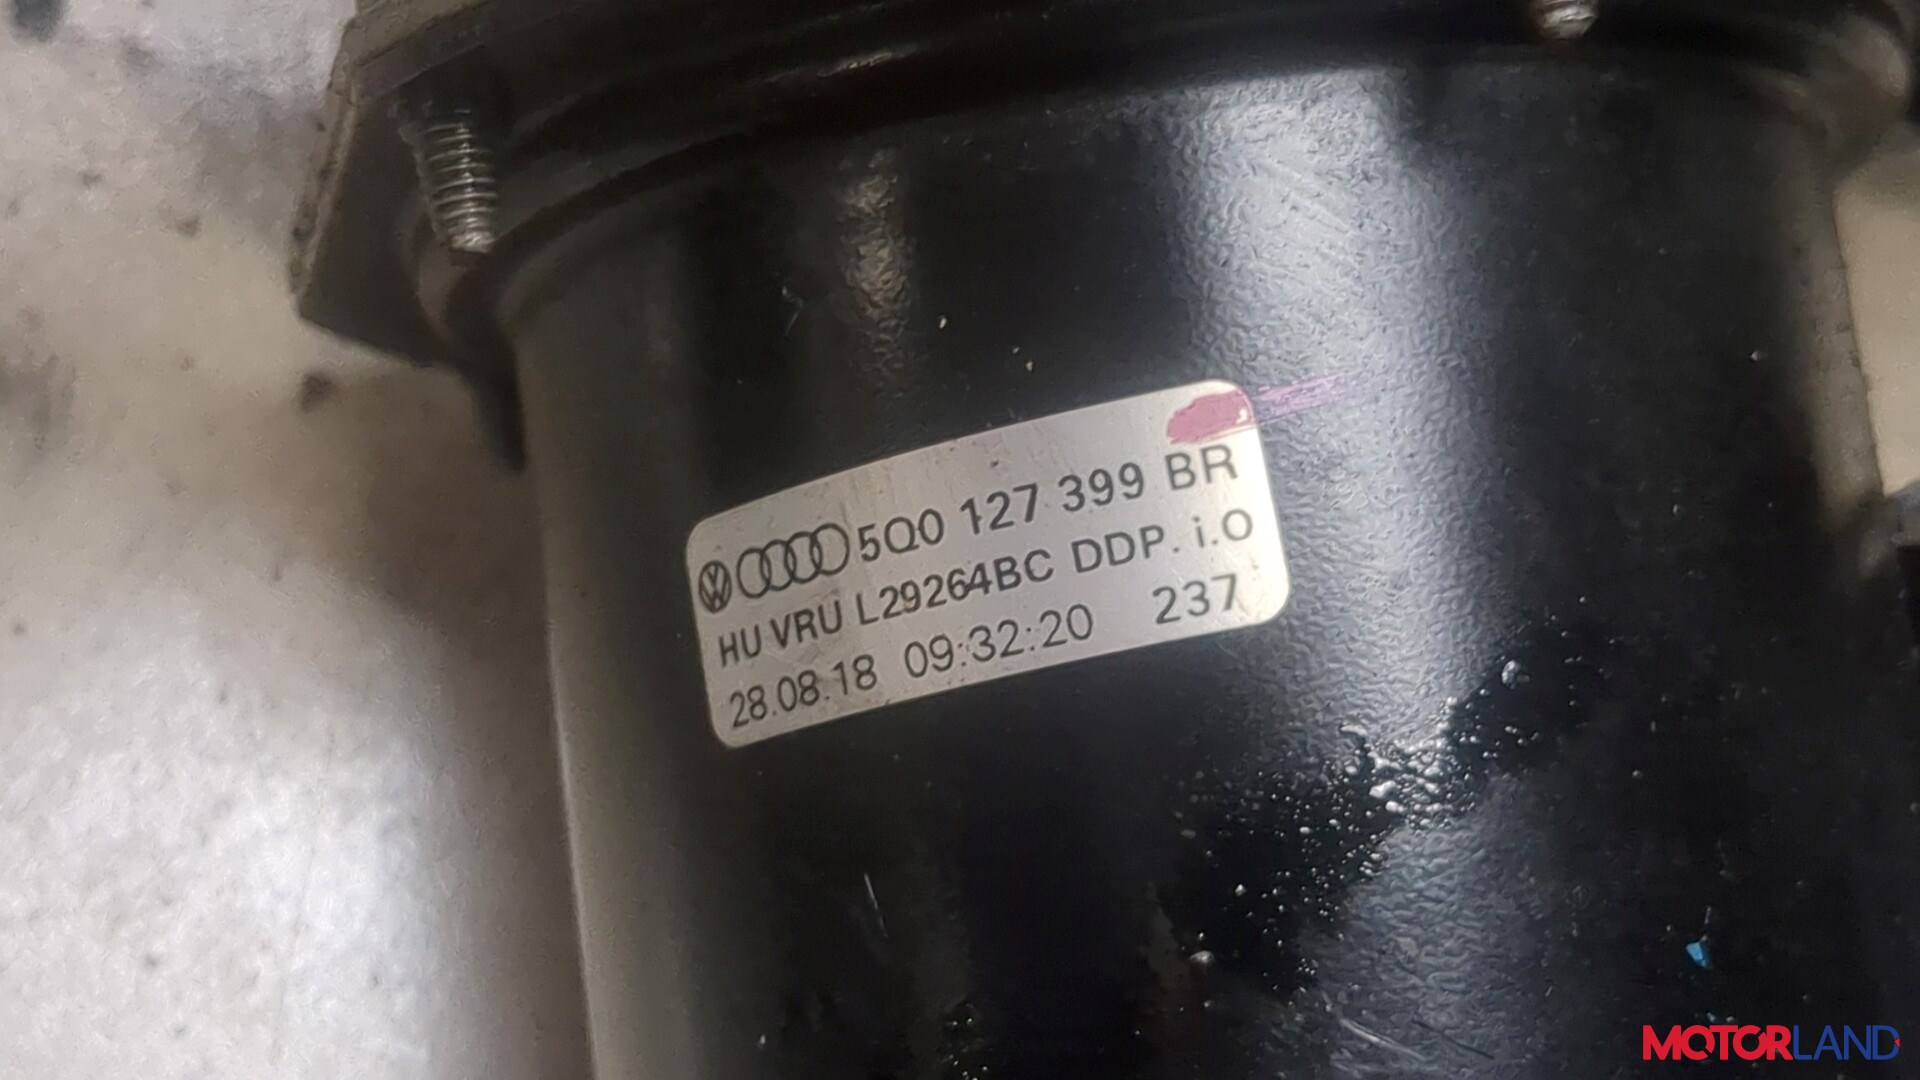 5Q0 127 399 BR
HU VRU L29264BC DDP. i.O
28.08.18 09:32:20 237
MOTORLAND